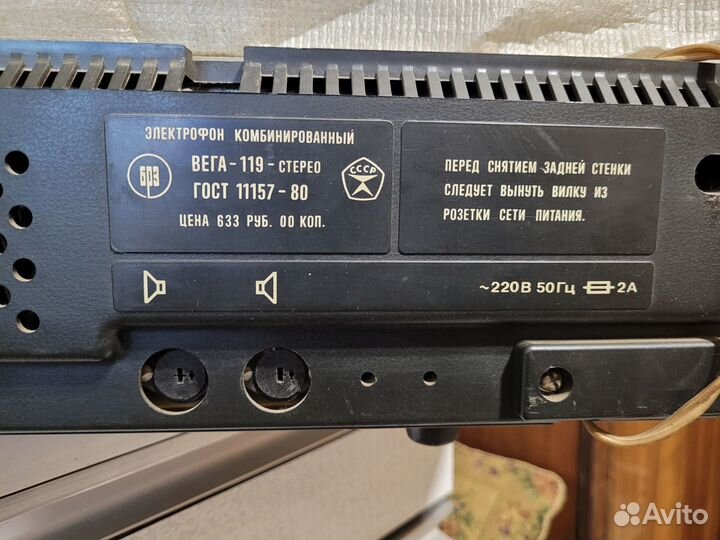 ЭЛЕКТРОФОН КОМБИНИРОВАННЫЙ
БРЗ
ВЕГА-119-СТЕРЕО
СССР
ГОСТ 11157-80
ЦЕНА 633 РУБ. 00 КОП.
ПЕРЕД СНЯТИЕМ ЗАДНЕЙ СТЕНКИ
СЛЕДУЕТ ВЫНУТЬ ВИЛКУ ИЗ
РОЗЕТКИ СЕТИ ПИТАНИЯ.
~220В 50Гц 2А
Avito